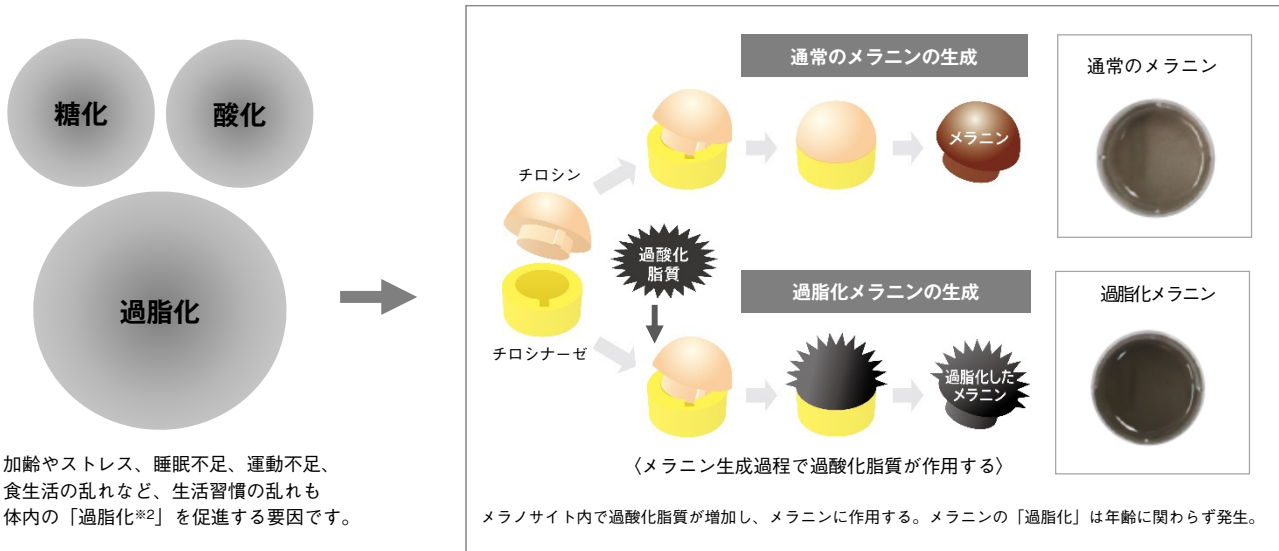 糖化
酸化
過脂化
加齢やストレス、睡眠不足、運動不足、
食生活の乱れなど、生活習慣の乱れも
体内の「過脂化※2」を促進する要因です。
通常のメラニンの生成
メラニン
チロシン
過酸化
脂質
チロシナーゼ
過脂化メラニンの生成
過脂化した
メラニン
〈メラニン生成過程で過酸化脂質が作用する〉
通常のメラニン
過脂化メラニン
メラノサイト内で過酸化脂質が増加し、メラニンに作用する。メラニンの「過脂化」は年齢に関わらず発生。